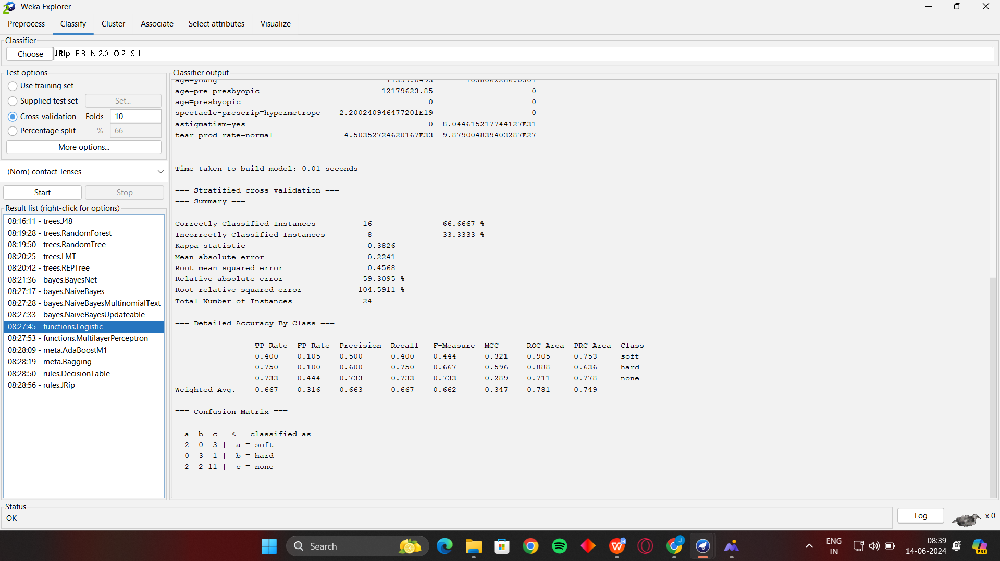 Weka Explorer
Preprocess Classify Cluster Associate Select attributes Visualize
Classifier
Choose JRip -F 3 -N 2.0 -O 2 -S 1
Test options
Use training set
Supplied test set Set...
Cross-validation Folds 10
Percentage split % 66
More options...
(Nom) contact-lenses
Start Stop
Result list (right-click for options)
08:16:11 - trees.J48
08:19:28 - trees.RandomForest
08:19:50 - trees.RandomTree
08:20:25 - trees.LMT
08:20:42 - trees.REPTree
08:21:36 - bayes.BayesNet
08:27:17 - bayes.NaiveBayes
08:27:28 - bayes.NaiveBayesMultinomialText
08:27:33 - bayes.NaiveBayesUpdateable
08:27:45 - functions.Logistic
08:27:53 - functions.MultilayerPerceptron
08:28:09 - meta.AdaBoostM1
08:28:19 - meta.Bagging
08:28:50 - rules.DecisionTable
08:28:56 - rules.JRip
Classifier output
age=young 11399.0493 1038062286.0301
age=pre-presbyopic 12179623.85 0
age=presbyopic 0 0
spectacle-prescrip=hypermetrope 2.200240946477201E19 0
astigmatism=yes 0 8.044615217744127E31
tear-prod-rate=normal 4.50352724620167E33 9.879004839403287E27
Time taken to build model: 0.01 seconds
=== Stratified cross-validation ===
=== Summary ===
Correctly Classified Instances 16 66.6667 %
Incorrectly Classified Instances 8 33.3333 %
Kappa statistic 0.3826
Mean absolute error 0.2241
Root mean squared error 0.4568
Relative absolute error 59.3095 %
Root relative squared error 104.5911 %
Total Number of Instances 24
=== Detailed Accuracy By Class ===
TP Rate FP Rate Precision Recall F-Measure MCC ROC Area PRC Area Class
0.400 0.105 0.500 0.400 0.444 0.321 0.905 0.753 soft
0.750 0.100 0.600 0.750 0.667 0.596 0.888 0.636 hard
0.733 0.444 0.733 0.733 0.733 0.289 0.711 0.778 none
Weighted Avg. 0.667 0.316 0.663 0.667 0.662 0.347 0.781 0.749
=== Confusion Matrix ===
a b c <-- classified as
2 0 3 | a = soft
0 3 1 | b = hard
2 2 11 | c = none
Status
OK
Log x 0
Search
ENG
IN
08:39
14-06-2024
PRE